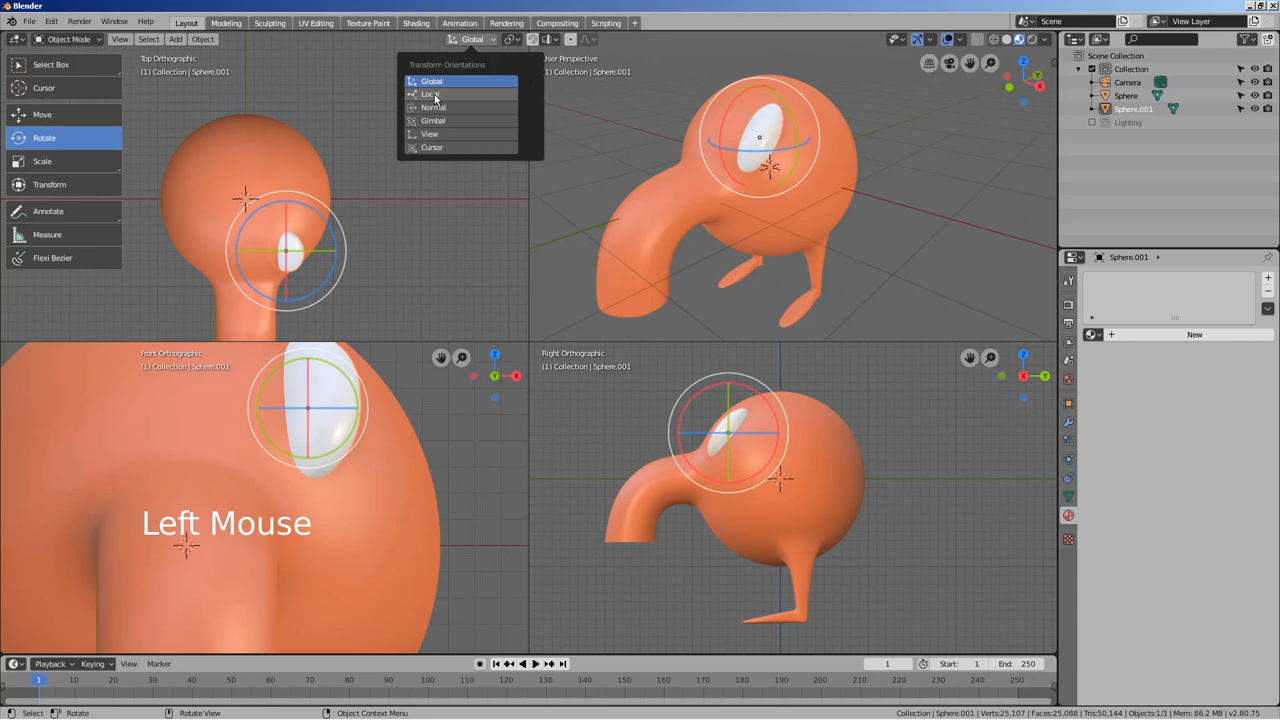 Blender
File Edit Render Window Help
Layout Modeling Sculpting UV Editing Texture Paint Shading Animation Rendering Compositing Scripting +
Scene
View Layer
Object Mode View Select Add Object
Global
Transform Orientations
Global
Local
Normal
Gimbal
View
Cursor
Select Box
Cursor
Move
Rotate
Scale
Transform
Annotate
Measure
Flexi Bezier
Top Orthographic
(1) Collection | Sphere.001
User Perspective
(1) Collection | Sphere.001
Front Orthographic
(1) Collection | Sphere.001
Right Orthographic
(1) Collection | Sphere.001
Left Mouse
Scene Collection
Collection
Camera
Sphere
Sphere.001
Lighting
Sphere.001
New
Playback Keying View Marker
1
Start: 1
End: 250
1 10 20 30 40 50 60 70 80 90 100 110 120 130 140 150 160 170 180 190 200 210 220 230 240 250
Select Rotate Rotate View Object Context Menu
Collection | Sphere.001 | Verts:25,107 | Faces:25,088 | Tris:50,144 | Objects:1/3 | Mem: 86.2 MB | v2.80.75